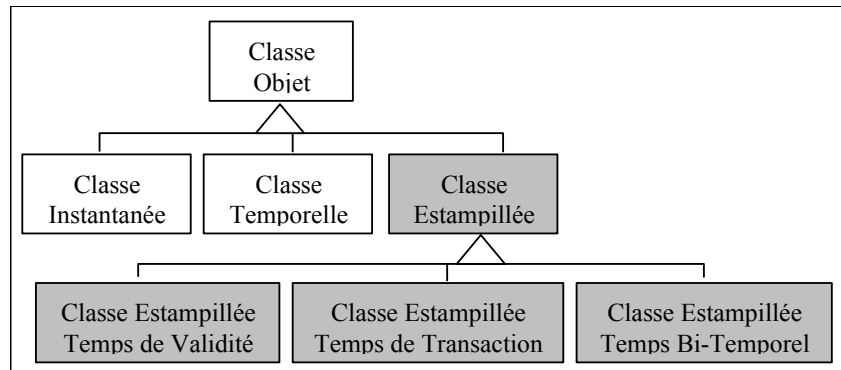 Classe
Objet
Classe
Instantanée
Classe
Temporelle
Classe
Estampillée
Classe Estampillée
Temps de Validité
Classe Estampillée
Temps de Transaction
Classe Estampillée
Temps Bi-Temporel